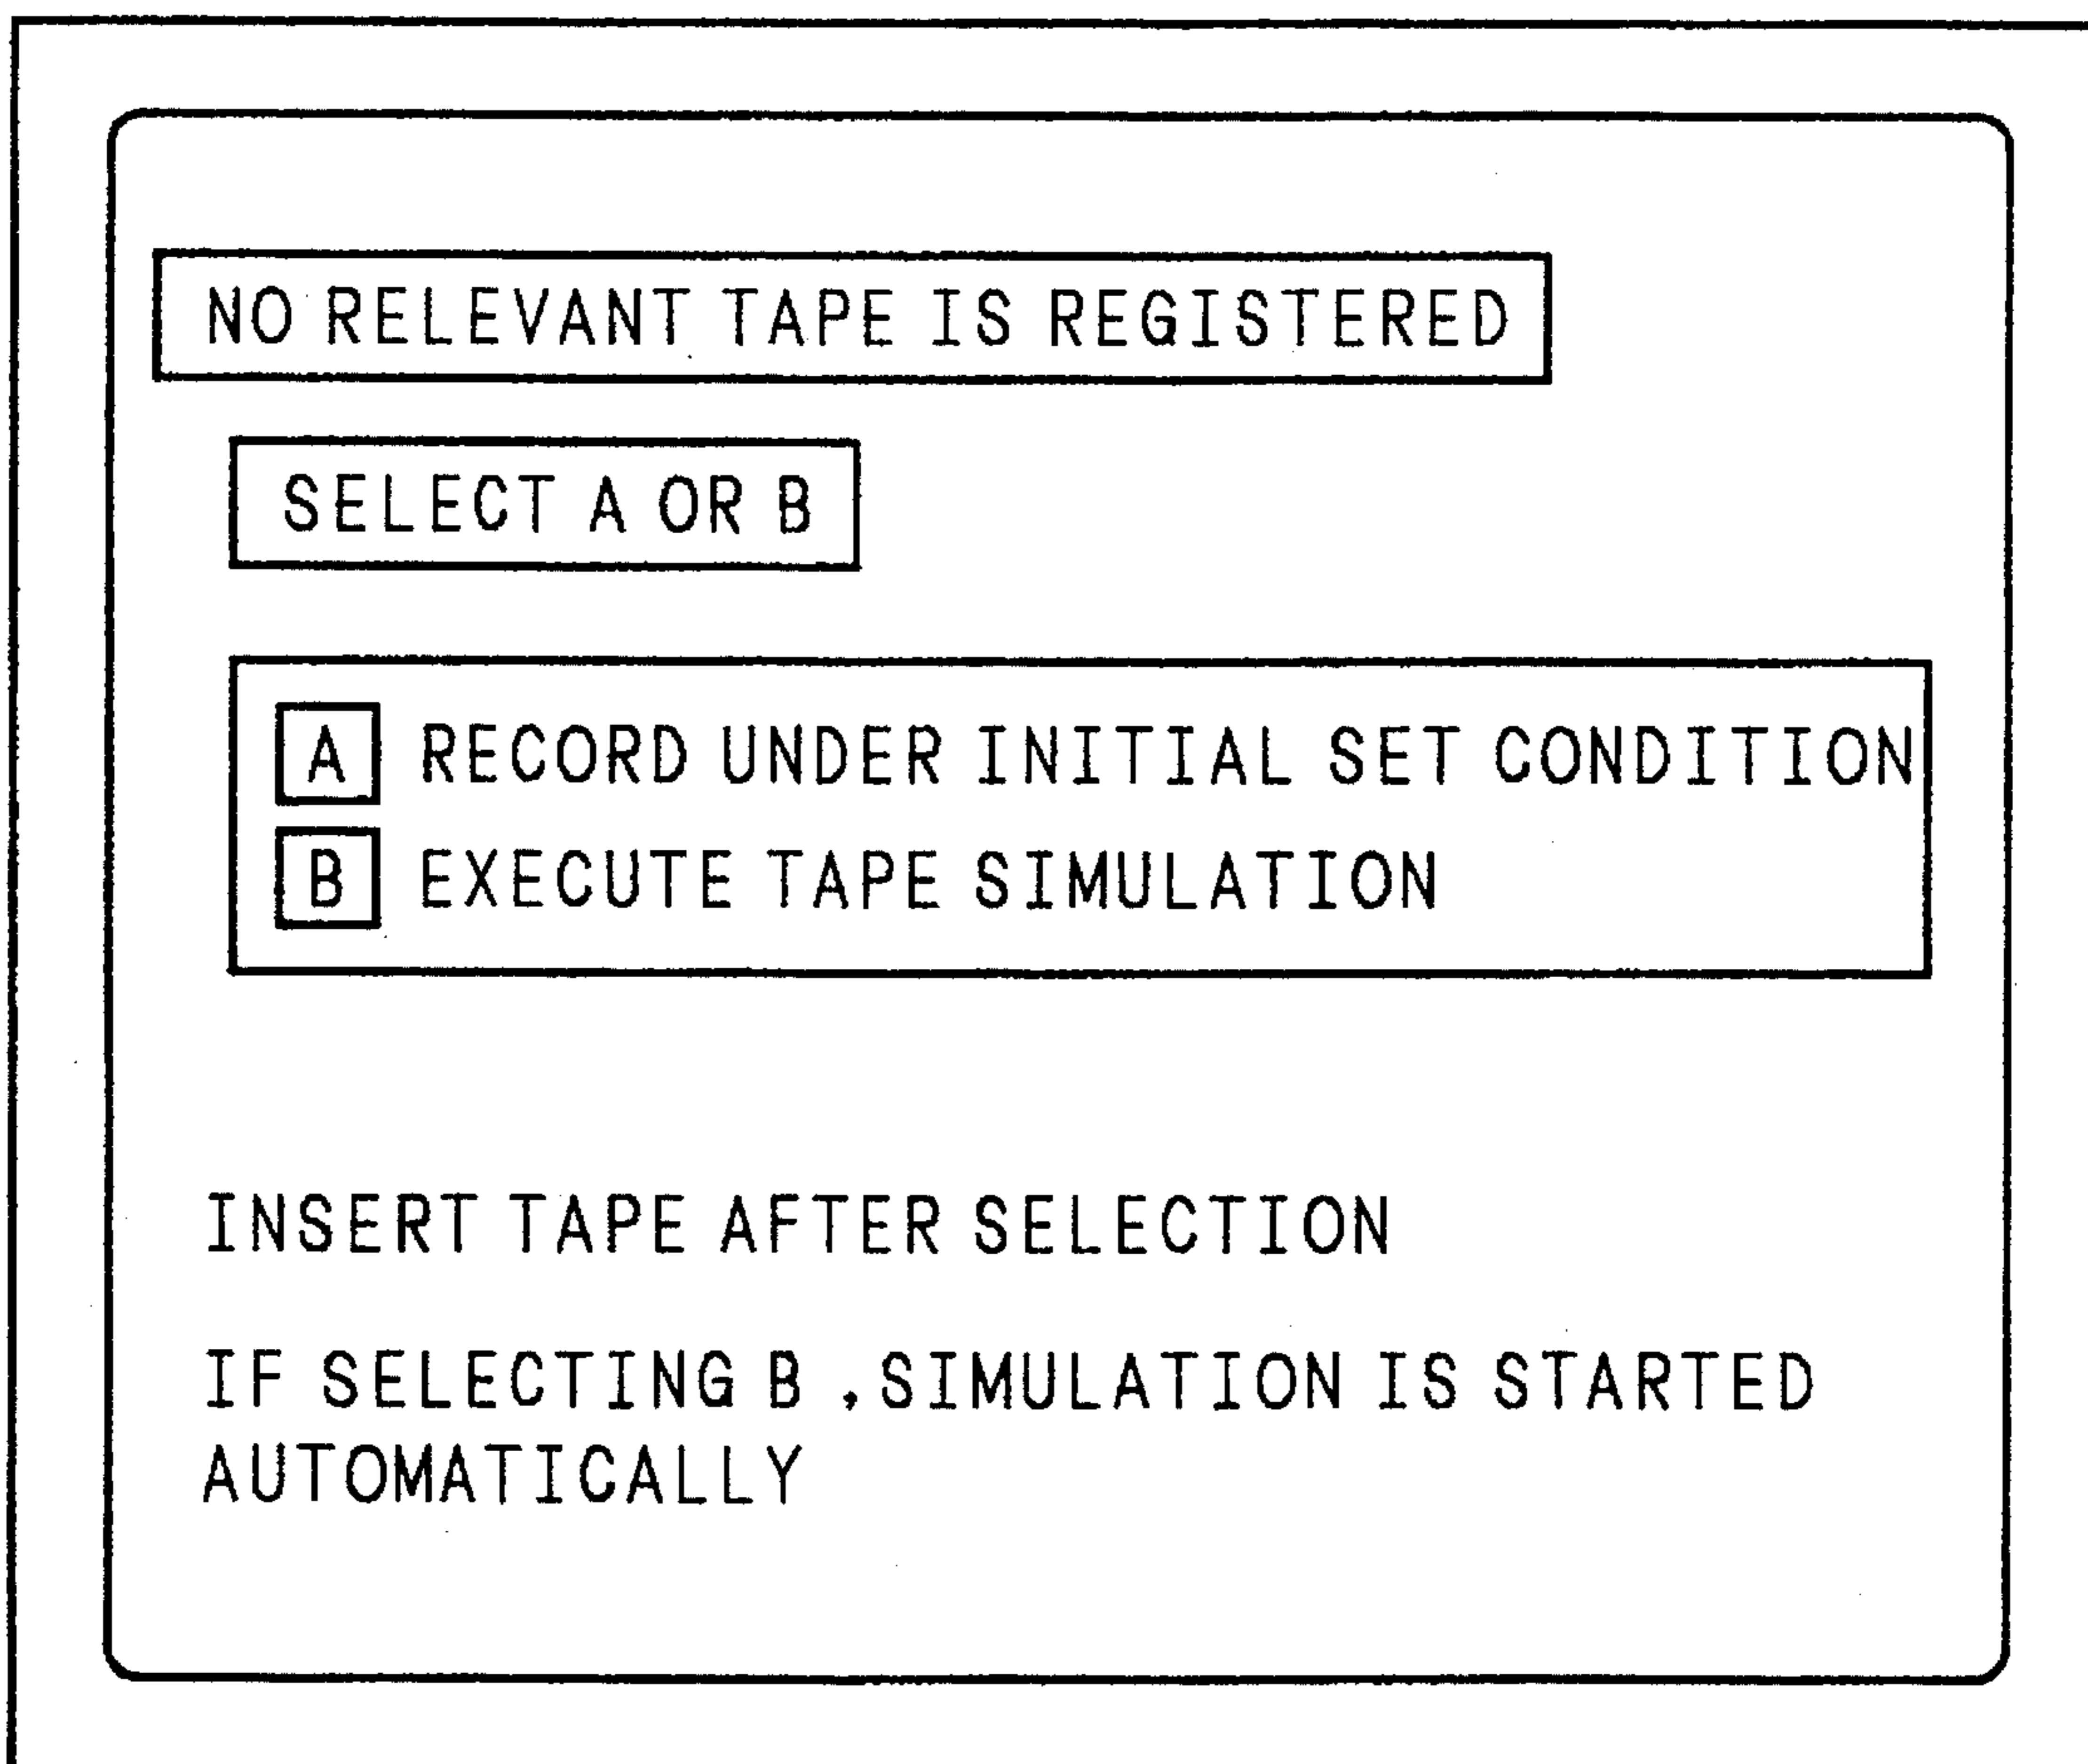 NO RELEVANT TAPE IS REGISTERED
SELECT A OR B
A RECORD UNDER INITIAL SET CONDITION
B EXECUTE TAPE SIMULATION
INSERT TAPE AFTER SELECTION
IF SELECTING B ,SIMULATION IS STARTED
AUTOMATICALLY